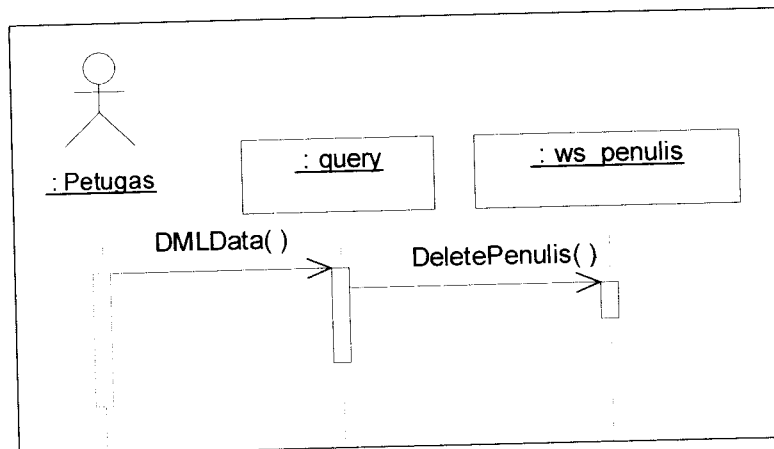 : Petugas
: query
: ws_penulis
DMLData( )
DeletePenulis( )